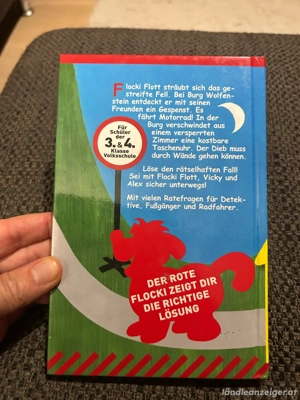 Flocki Flott sträubt sich das ge-
streifte Fell. Bei Burg Wolfen-
stein entdeckt er mit seinen
Freunden ein Gespenst. Es
fährt Motorrad! In der
Burg verschwindet aus
einem versperrten
Zimmer eine kostbare
Taschenuhr. Der Dieb muss
durch Wände gehen können.
Löse den rätselhaften Fall!
Sei mit Flocki Flott, Vicky und
Alex sicher unterwegs!
Mit vielen Ratefragen für Detek-
tive, Fußgänger und Radfahrer.
Für
Schüler
der
3. & 4.
Klasse
Volksschule
DER ROTE
FLOCKI ZEIGT DIR
DIE RICHTIGE
LÖSUNG
ländleanzeiger.at